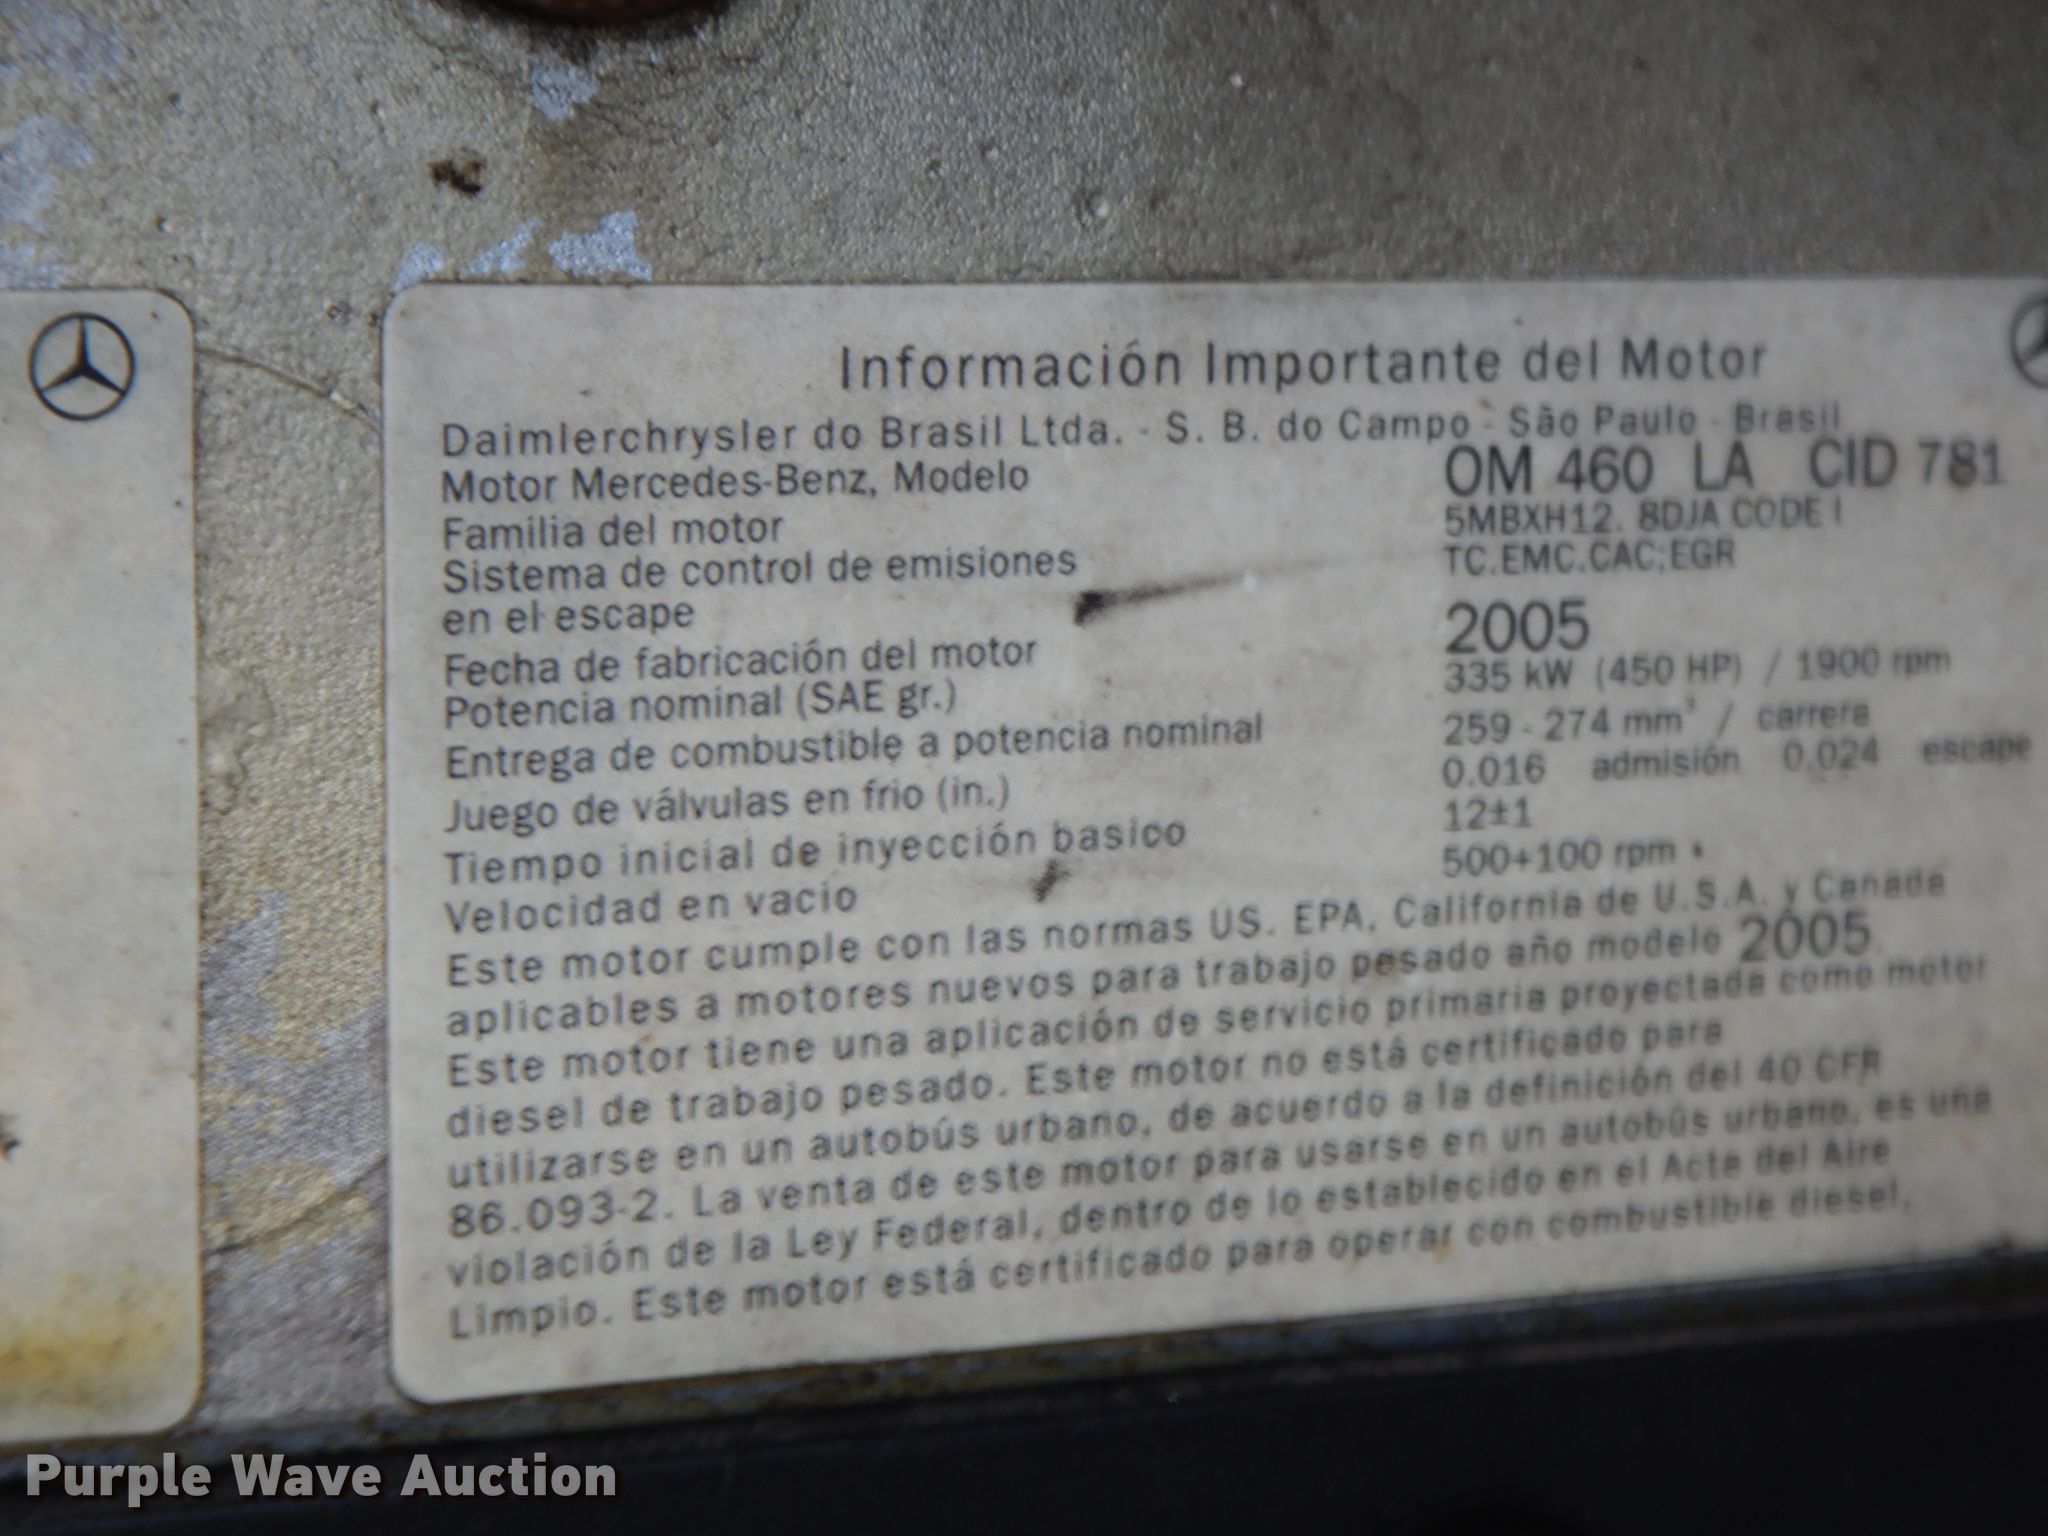 Información Importante del Motor
Daimlerchrysler do Brasil Ltda. - S. B. do Campo - São Paulo - Brasil
Motor Mercedes-Benz, Modelo OM 460 LA CID 781
Familia del motor 5MBXH12. 8DJA CODE I
Sistema de control de emisiones TC.EMC.CAC;EGR
en el escape
Fecha de fabricación del motor 2005
Potencia nominal (SAE gr.) 335 kW (450 HP) / 1900 rpm
Entrega de combustible a potencia nominal 259 - 274 mm³ / carrera
Juego de válvulas en frio (in.) 0.016 admisión 0.024 escape
Tiempo inicial de inyección basico 12±1
Velocidad en vacio 500+100 rpm
Este motor cumple con las normas US. EPA, California de U.S.A. y Canada
aplicables a motores nuevos para trabajo pesado año modelo 2005.
Este motor tiene una aplicación de servicio primaria proyectada como motor
diesel de trabajo pesado. Este motor no está certificado para
utilizarse en un autobús urbano, de acuerdo a la definición del 40 CFR
86.093-2. La venta de este motor para usarse en un autobús urbano, es una
violación de la Ley Federal, dentro de lo establecido en el Acta del Aire
Limpio. Este motor está certificado para operar con combustible diesel.
Purple Wave Auction